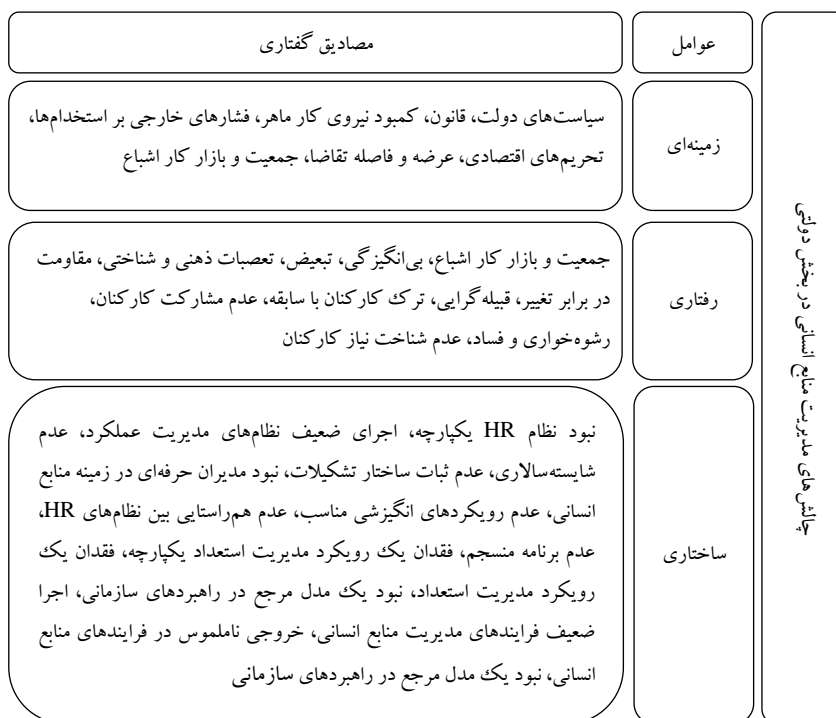 چالش‌های مدیریت منابع انسانی در بخش دولتی
عوامل
مصادیق گفتاری
زمینه‌ای
سیاست‌های دولت، قانون، کمبود نیروی کار ماهر، فشارهای خارجی بر استخدام‌ها،
تحریم‌های اقتصادی، عرضه و فاصله تقاضا، جمعیت و بازار کار اشباع
رفتاری
جمعیت و بازار کار اشباع، بی‌انگیزگی، تبعیض، تعصبات ذهنی و شناختی، مقاومت
در برابر تغییر، قبیله‌گرایی، ترک کارکنان با سابقه، عدم مشارکت کارکنان،
رشوه‌خواری و فساد، عدم شناخت نیاز کارکنان
ساختاری
نبود نظام HR یکپارچه، اجرای ضعیف نظام‌های مدیریت عملکرد، عدم
شایسته‌سالاری، عدم ثبات ساختار تشکیلات، نبود مدیران حرفه‌ای در زمینه منابع
انسانی، عدم رویکردهای انگیزشی مناسب، عدم هم‌راستایی بین نظام‌های HR،
عدم برنامه منسجم، فقدان یک رویکرد مدیریت استعداد یکپارچه، فقدان یک
رویکرد مدیریت استعداد، نبود یک مدل مرجع در راهبردهای سازمانی، اجرا
ضعیف فرایندهای مدیریت منابع انسانی، خروجی ناملموس در فرایندهای منابع
انسانی، نبود یک مدل مرجع در راهبردهای سازمانی